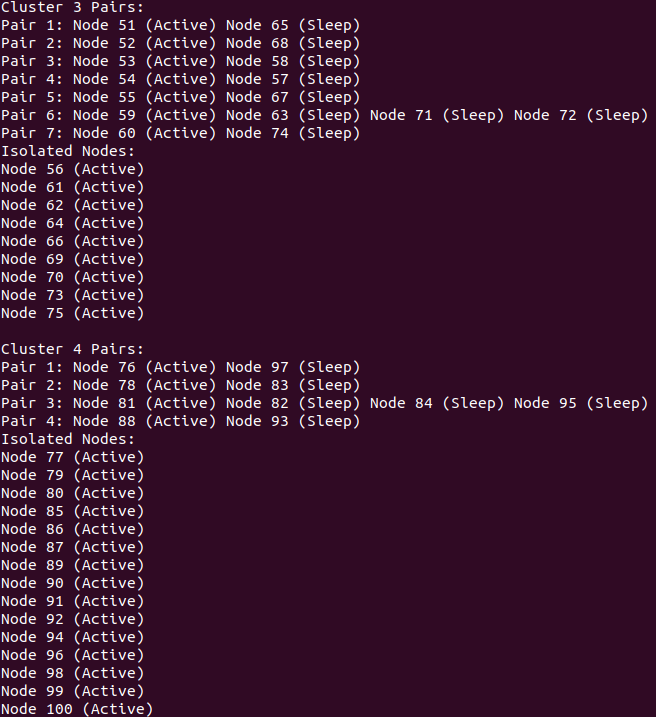 Cluster 3 Pairs:
Pair 1: Node 51 (Active) Node 65 (Sleep)
Pair 2: Node 52 (Active) Node 68 (Sleep)
Pair 3: Node 53 (Active) Node 58 (Sleep)
Pair 4: Node 54 (Active) Node 57 (Sleep)
Pair 5: Node 55 (Active) Node 67 (Sleep)
Pair 6: Node 59 (Active) Node 63 (Sleep) Node 71 (Sleep) Node 72 (Sleep)
Pair 7: Node 60 (Active) Node 74 (Sleep)
Isolated Nodes:
Node 56 (Active)
Node 61 (Active)
Node 62 (Active)
Node 64 (Active)
Node 66 (Active)
Node 69 (Active)
Node 70 (Active)
Node 73 (Active)
Node 75 (Active)

Cluster 4 Pairs:
Pair 1: Node 76 (Active) Node 97 (Sleep)
Pair 2: Node 78 (Active) Node 83 (Sleep)
Pair 3: Node 81 (Active) Node 82 (Sleep) Node 84 (Sleep) Node 95 (Sleep)
Pair 4: Node 88 (Active) Node 93 (Sleep)
Isolated Nodes:
Node 77 (Active)
Node 79 (Active)
Node 80 (Active)
Node 85 (Active)
Node 86 (Active)
Node 87 (Active)
Node 89 (Active)
Node 90 (Active)
Node 91 (Active)
Node 92 (Active)
Node 94 (Active)
Node 96 (Active)
Node 98 (Active)
Node 99 (Active)
Node 100 (Active)